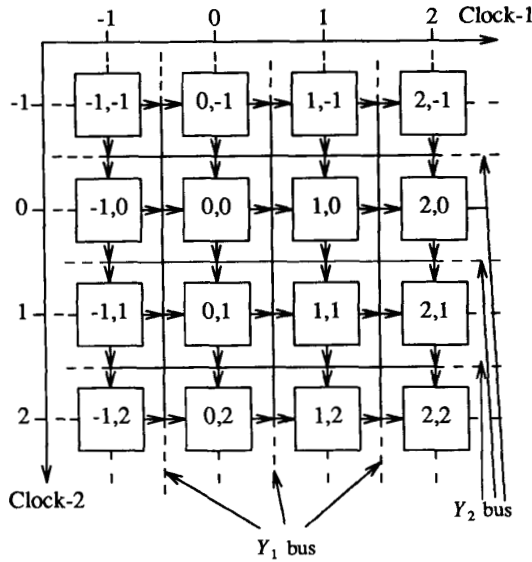 -1 0 1 2 Clock-1
-1 -1,-1 0,-1 1,-1 2,-1
0 -1,0 0,0 1,0 2,0
1 -1,1 0,1 1,1 2,1
2 -1,2 0,2 1,2 2,2
Clock-2
Y₂ bus
Y₁ bus